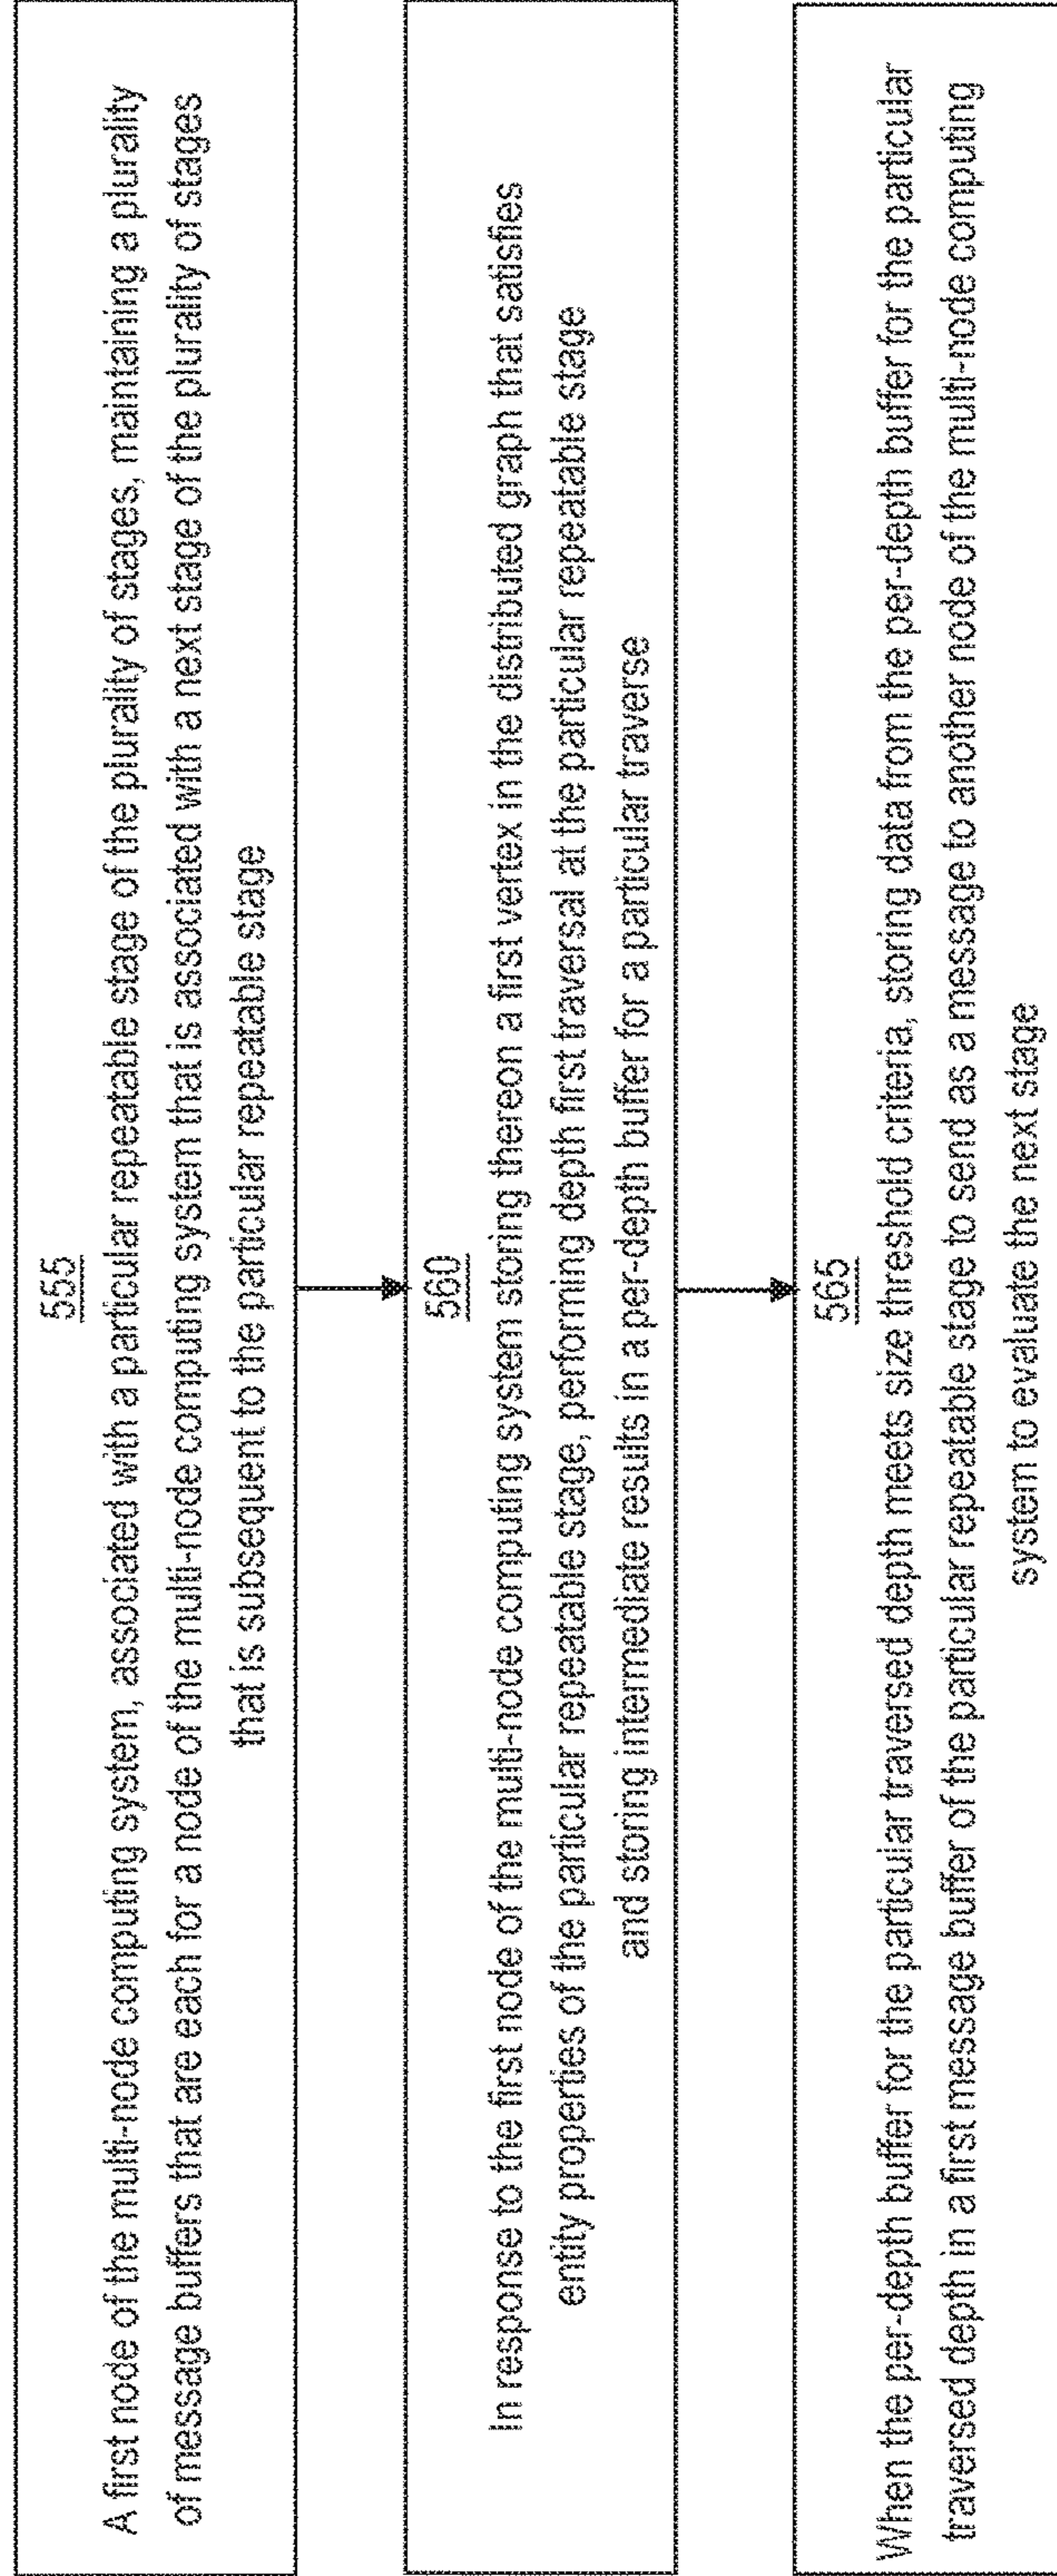 555
A first node of the multi-node computing system, associated with a particular repeatable stage of the plurality of stages, maintaining a plurality
of message buffers that are each for a node of the multi-node computing system that is associated with a next stage of the plurality of stages
that is subsequent to the particular repeatable stage
560
In response to the first node of the multi-node computing system storing thereon a first vertex in the distributed graph that satisfies
entity properties of the particular repeatable stage, performing depth first traversal at the particular repeatable stage
and storing intermediate results in a per-depth buffer for a particular traverse
565
When the per-depth buffer for the particular traversed depth meets size threshold criteria, storing data from the per-depth buffer for the particular
traversed depth in a first message buffer of the particular repeatable stage to send as a message to another node of the multi-node computing
system to evaluate the next stage